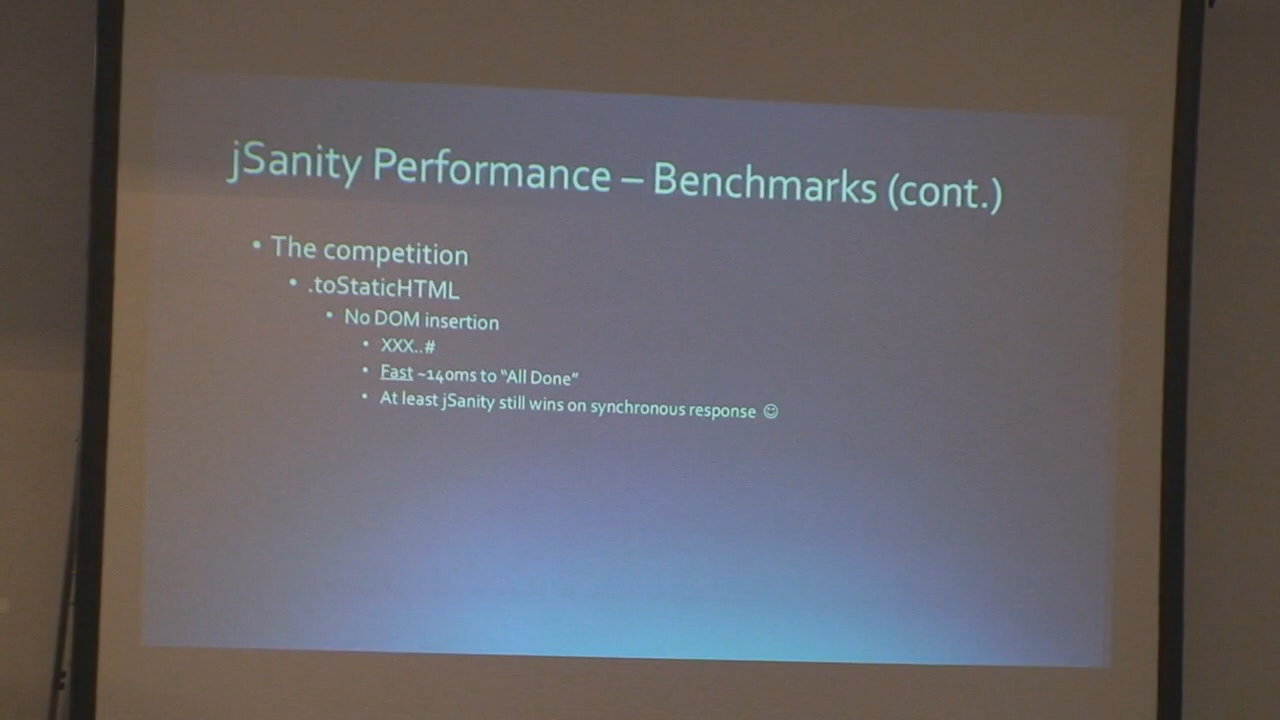 jSanity Performance – Benchmarks (cont.)
• The competition
• .toStaticHTML
• No DOM insertion
• XXX..#
• Fast ~140ms to "All Done"
• At least jSanity still wins on synchronous response ☺